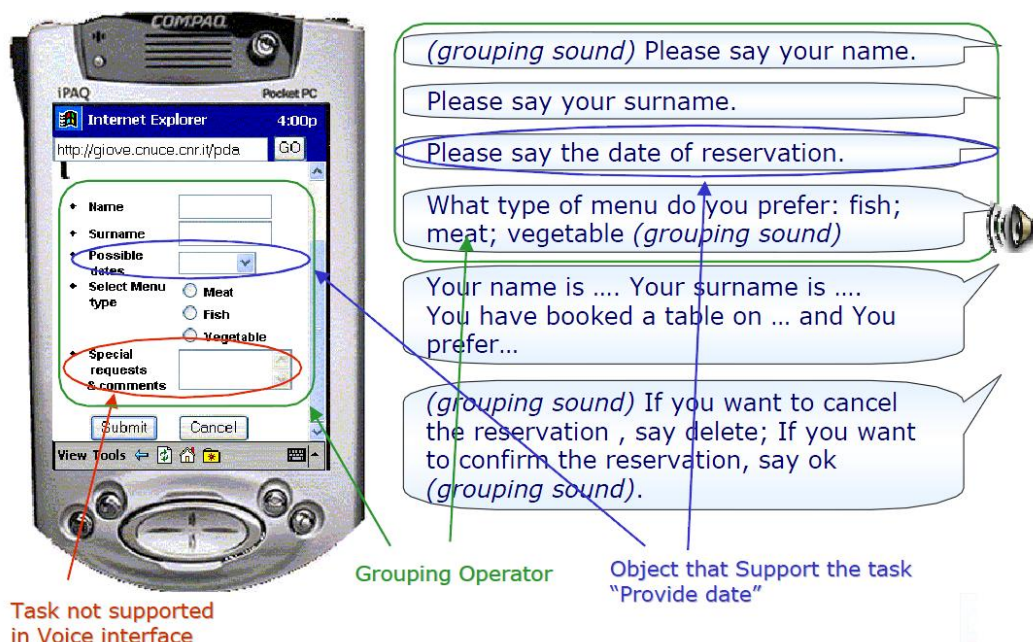 COMPAQ
iPAQ
Pocket PC
Internet Explorer
4:00p
http://giove.cnuce.cnr.it/pda
GO
Name
Surname
Possible
dates
Select Menu
type
Meat
Fish
Vegetable
Special
requests
& comments
Submit
Cancel
View Tools
(grouping sound) Please say your name.
Please say your surname.
Please say the date of reservation.
What type of menu do you prefer: fish;
meat; vegetable (grouping sound)
Your name is .... Your surname is ....
You have booked a table on ... and You
prefer...
(grouping sound) If you want to cancel
the reservation , say delete; If you want
to confirm the reservation, say ok
(grouping sound).
Grouping Operator
Object that Support the task
“Provide date”
Task not supported
in Voice interface